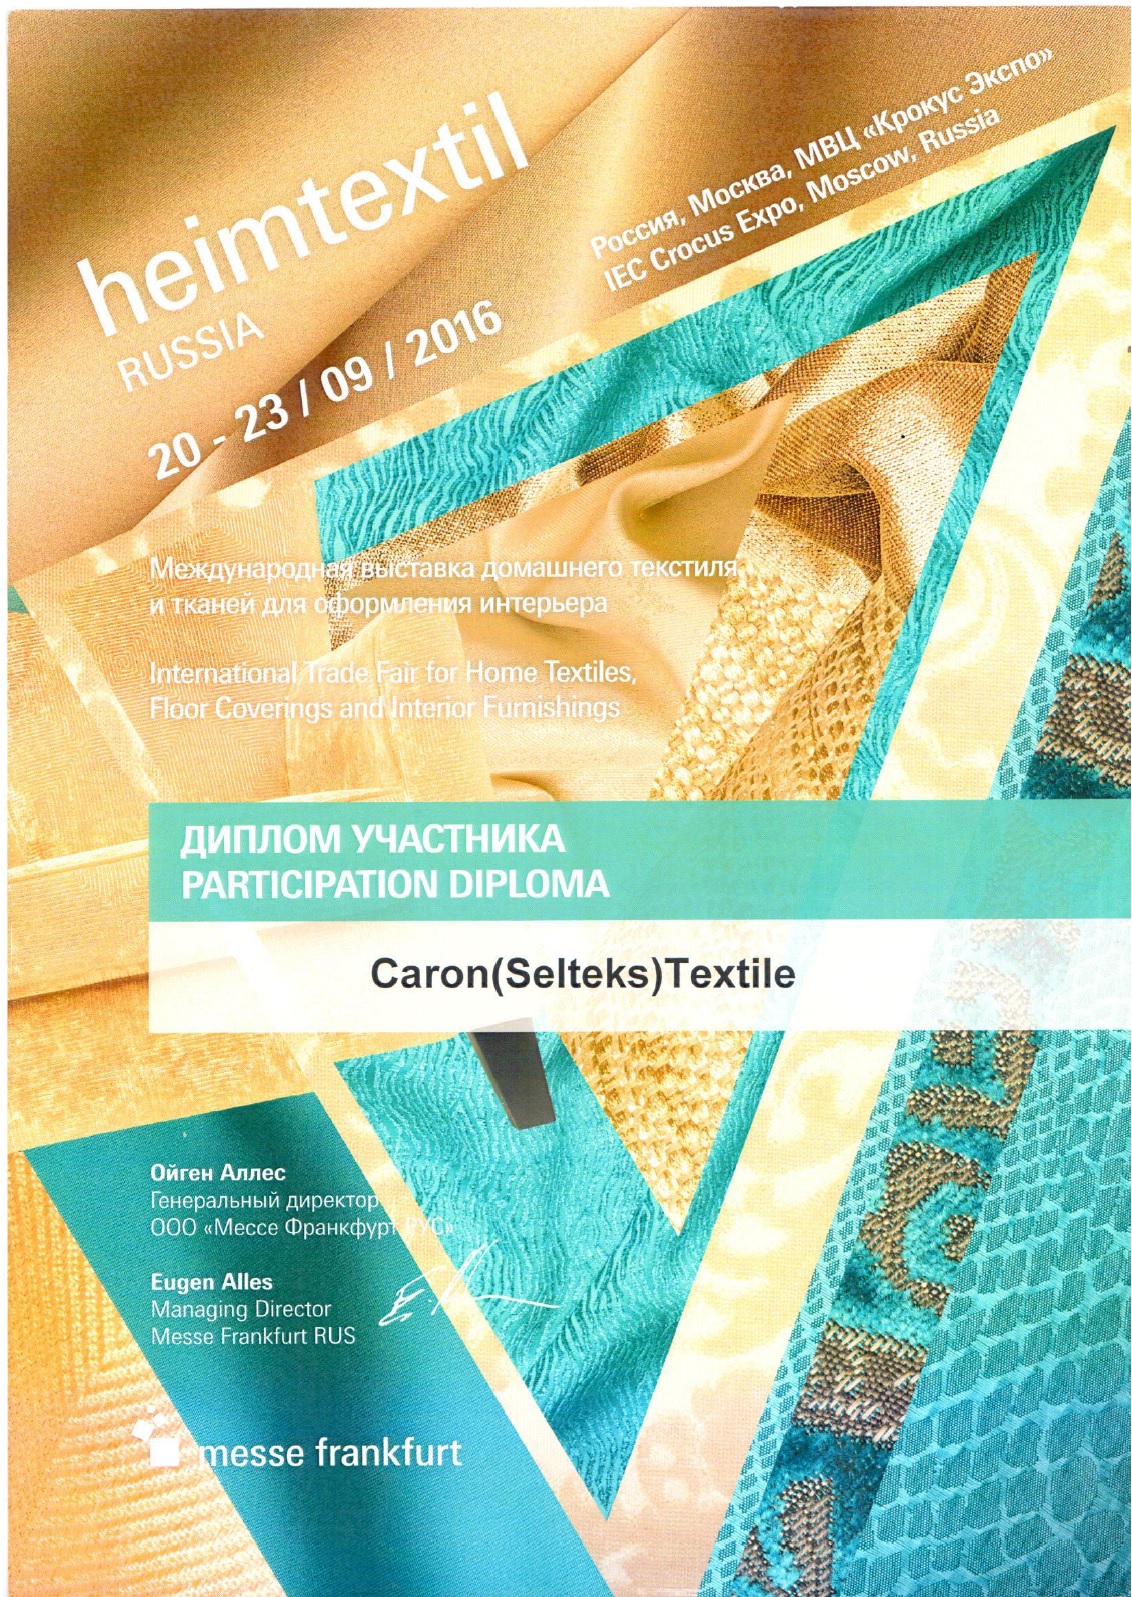 heimtextil
RUSSIA
20 - 23 / 09 / 2016
Россия, Москва, МВЦ «Крокус Экспо»
IEC Crocus Expo, Moscow, Russia
Международная выставка домашнего текстиля
и тканей для оформления интерьера
International Trade Fair for Home Textiles,
Floor Coverings and Interior Furnishings
ДИПЛОМ УЧАСТНИКА
PARTICIPATION DIPLOMA
Caron(Selteks)Textile
Ойген Аллес
Генеральный директор
ООО «Мессе Франкфурт РУС»
Eugen Alles
Managing Director
Messe Frankfurt RUS
messe frankfurt